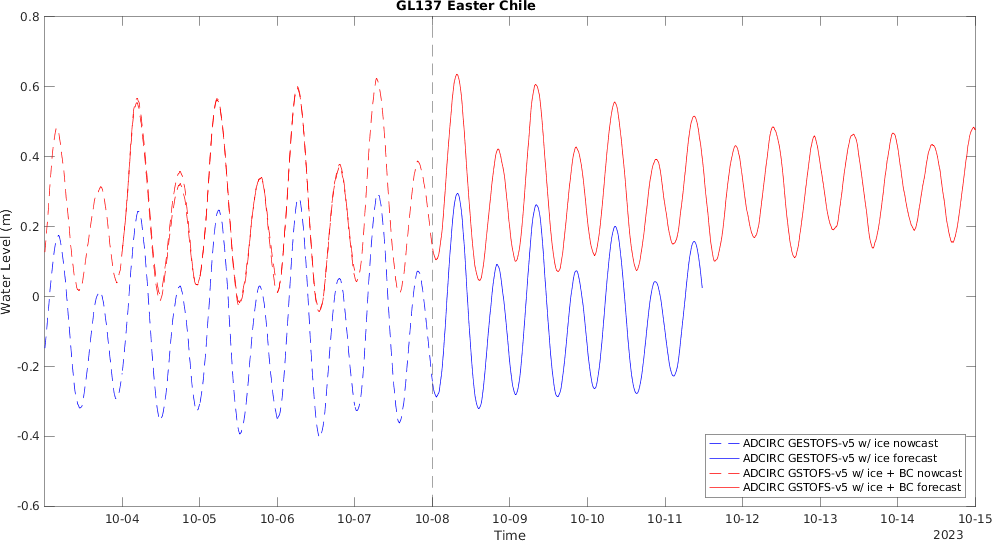 GL137 Easter Chile
0.8
0.6
0.4
0.2
0
-0.2
-0.4
-0.6
Water Level (m)
ADCIRC GESTOFS-v5 w/ ice nowcast
ADCIRC GESTOFS-v5 w/ ice forecast
ADCIRC GSTOFS-v5 w/ ice + BC nowcast
ADCIRC GSTOFS-v5 w/ ice + BC forecast
10-04 10-05 10-06 10-07 10-08 10-09 10-10 10-11 10-12 10-13 10-14 10-15
Time
2023